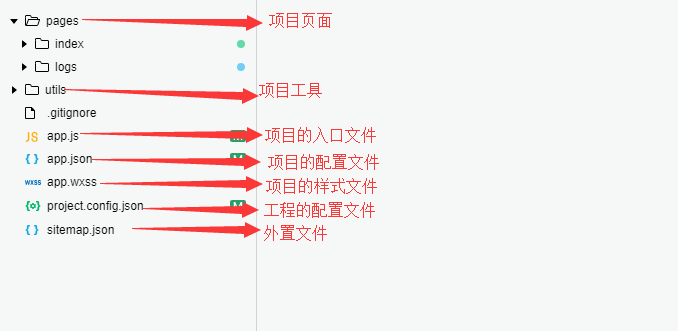 pages 项目页面
index
logs
utils 项目工具
.gitignore
JS app.js 项目的入口文件
{ } app.json 项目的配置文件
wxss app.wxss 项目的样式文件
{o} project.config.json 工程的配置文件
{ } sitemap.json 外置文件